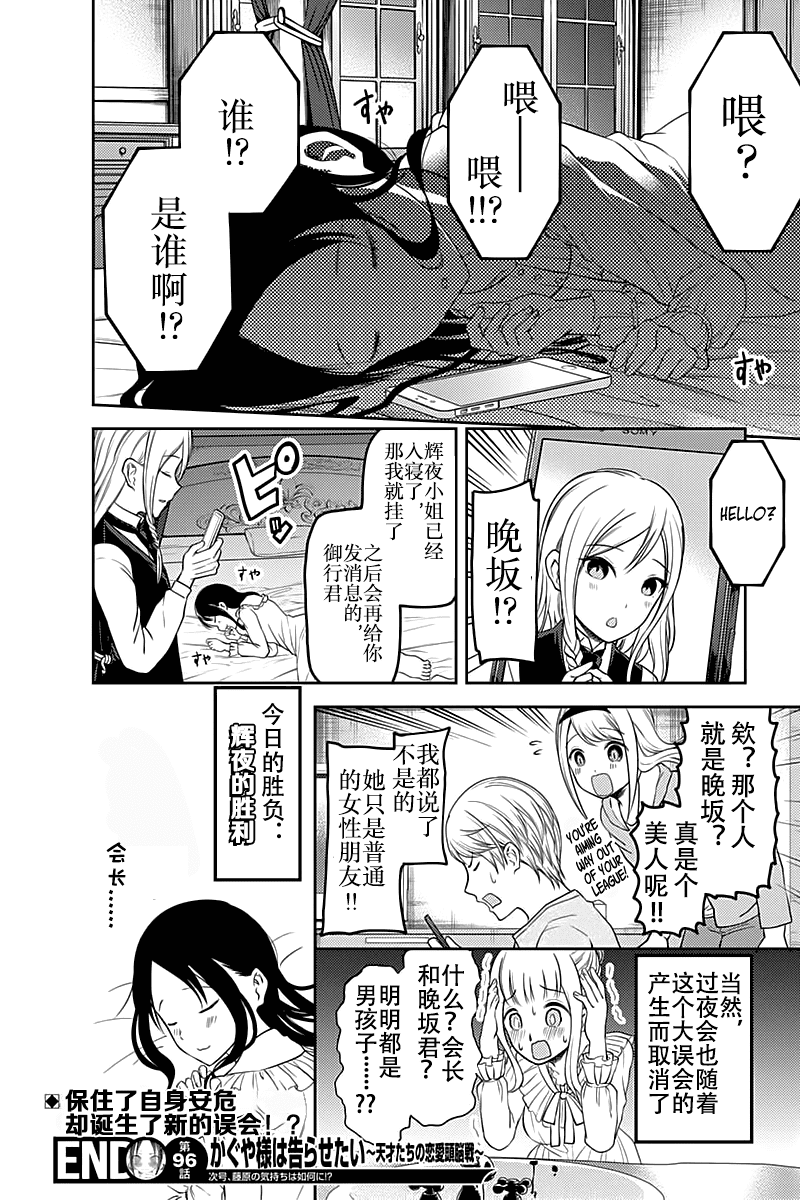 喂？
喂
喂!!?
谁
!?
是谁啊!?
すや
すや
HELLO?
晚坂!?
SONY
辉夜小姐已经
入寝了，
那我就挂了
之后会再给你
发消息的，
御行君
ピッ
すや
すや
欸？那个人
就是晚坂？
真是个
美人呢!!
YOU'RE
AIMING
WAY OUT
OF YOUR
LEAGUE!
我都说了
不是的
她只是普通
的女性朋友!!
今日的胜负：
辉夜的胜利
当然，
过夜会也随着
这个大误会的
产生而取消了
什么？会长
和晚坂君？
明明都是
男孩子……??
会长……
保住了自身安危
却诞生了新的误会！？
END
第96話
かぐや様は告らせたい～天才たちの恋愛頭脳戦～
次号、藤原の気持ちは如何に!?